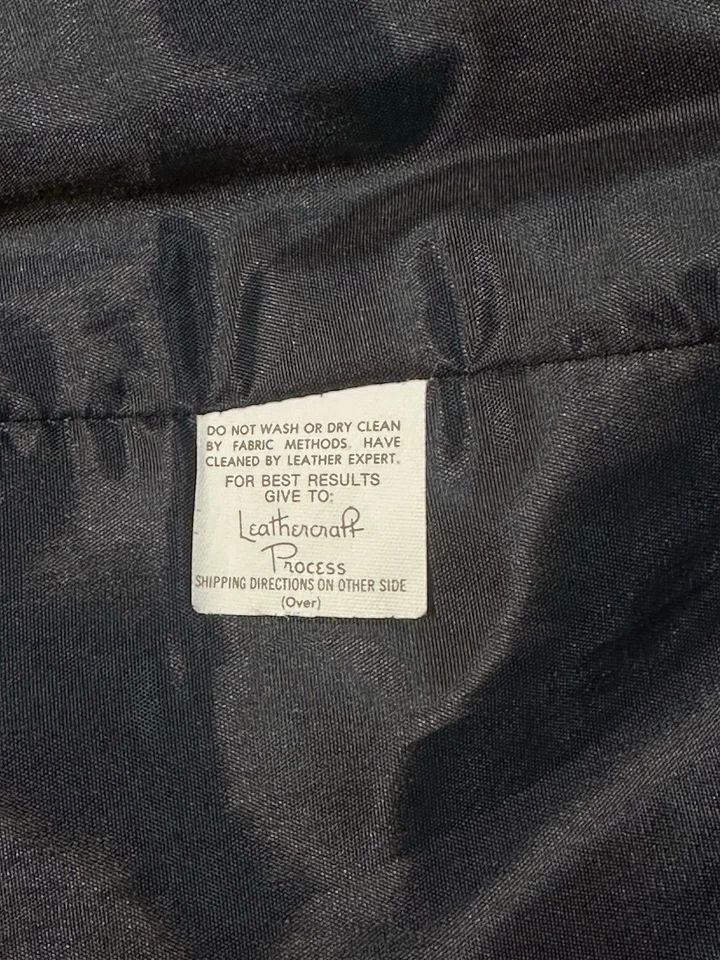 DO NOT WASH OR DRY CLEAN
BY FABRIC METHODS. HAVE
CLEANED BY LEATHER EXPERT.
FOR BEST RESULTS
GIVE TO:
Leathercraft
Process
SHIPPING DIRECTIONS ON OTHER SIDE
(Over)